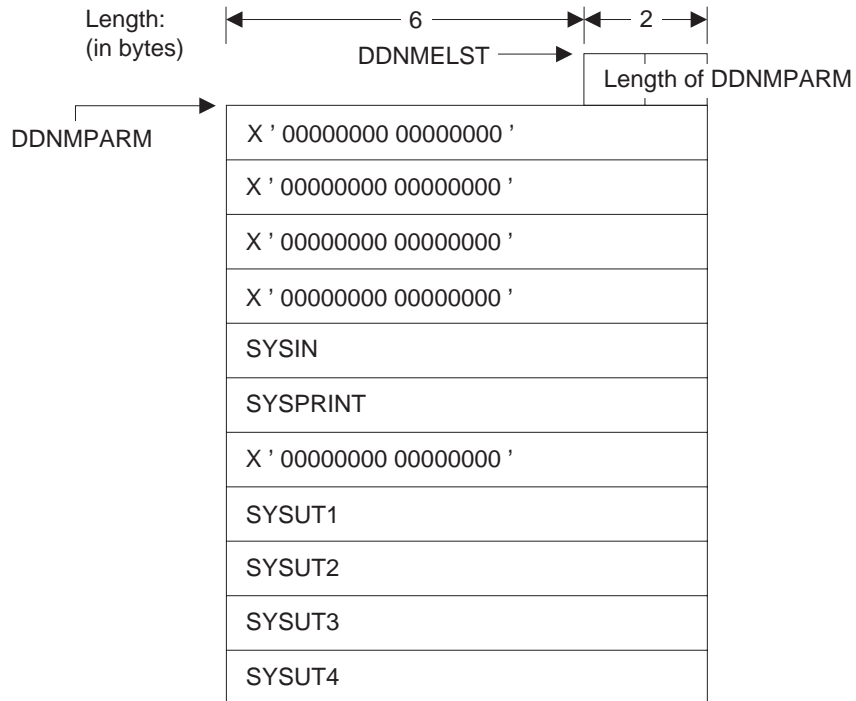 Length:
(in bytes)
6
2
DDNMELST
Length of DDNMPARM
DDNMPARM
X ' 00000000 00000000 '
X ' 00000000 00000000 '
X ' 00000000 00000000 '
X ' 00000000 00000000 '
SYSIN
SYSPRINT
X ' 00000000 00000000 '
SYSUT1
SYSUT2
SYSUT3
SYSUT4